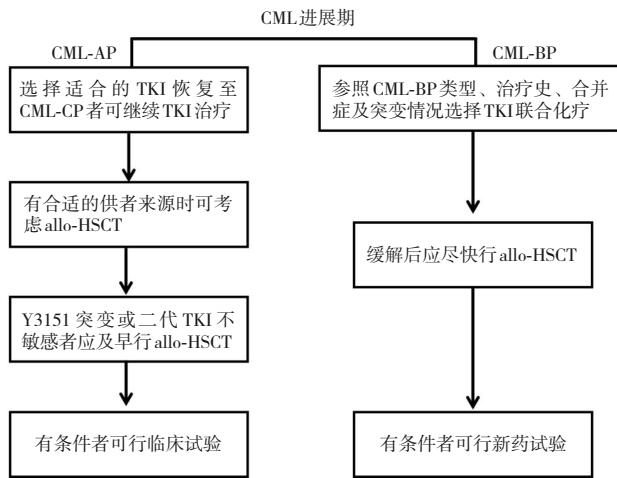 CML进展期
CML-AP
CML-BP
选择适合的TKI恢复至
CML-CP者可继续TKI治疗
参照CML-BP类型、治疗史、合并
症及突变情况选择TKI联合化疗
有合适的供者来源时可考
虑allo-HSCT
缓解后应尽快行allo-HSCT
Y3151突变或二代TKI不
敏感者应及早行allo-HSCT
有条件者可行临床试验
有条件者可行新药试验